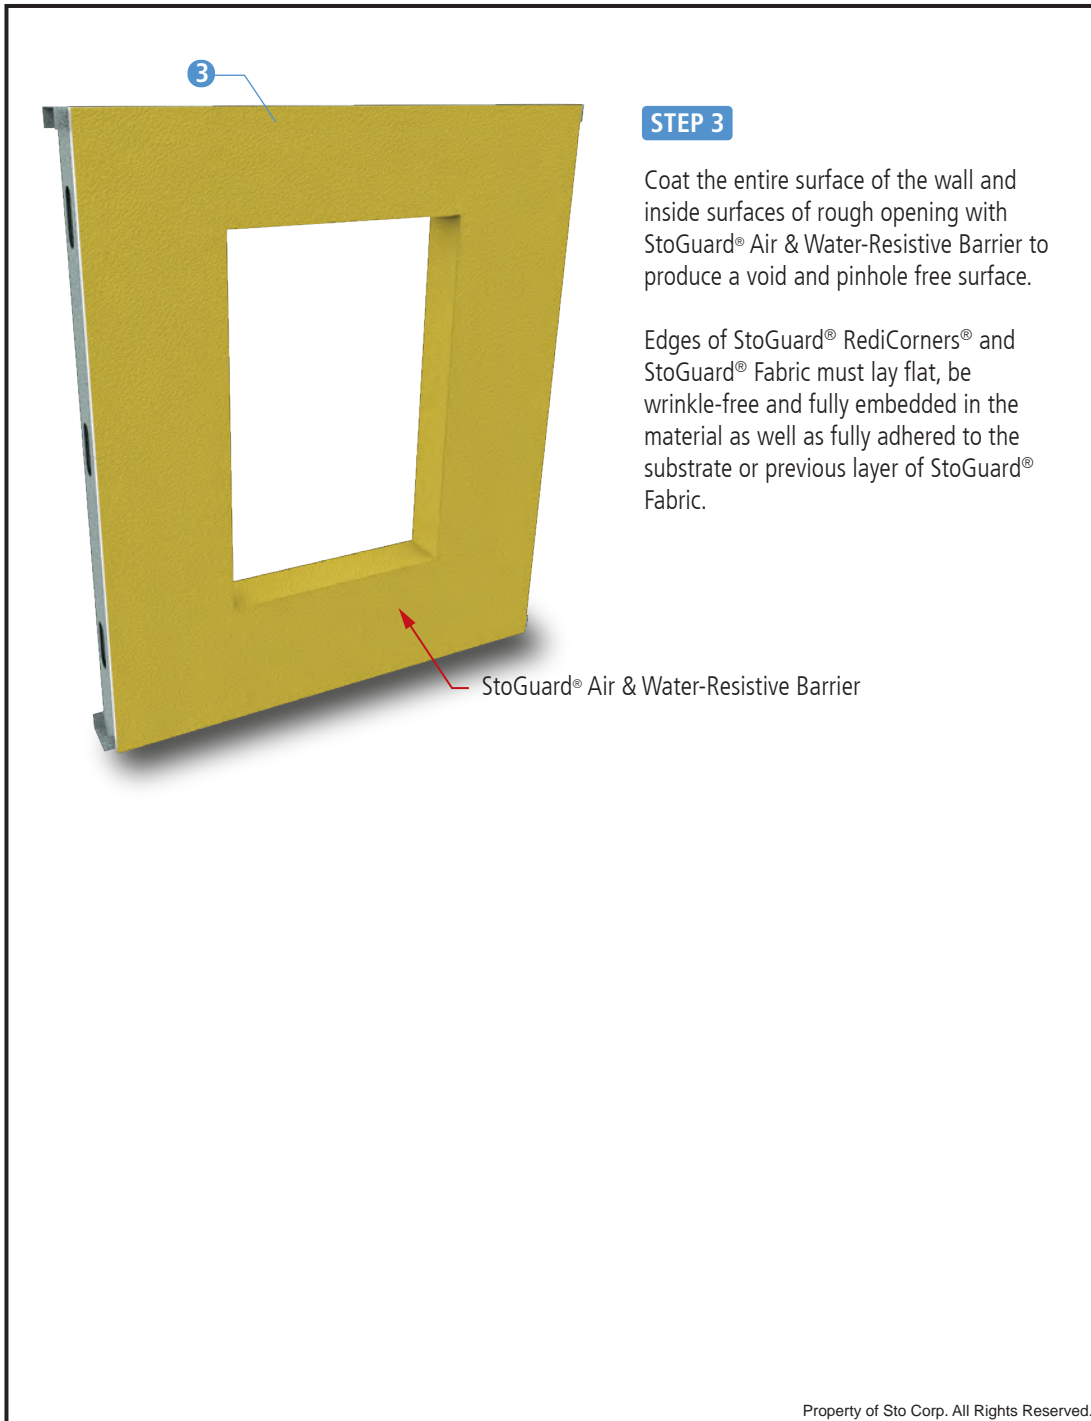 3
STEP 3
Coat the entire surface of the wall and
inside surfaces of rough opening with
StoGuard® Air & Water-Resistive Barrier to
produce a void and pinhole free surface.
Edges of StoGuard® RediCorners® and
StoGuard® Fabric must lay flat, be
wrinkle-free and fully embedded in the
material as well as fully adhered to the
substrate or previous layer of StoGuard®
Fabric.
StoGuard® Air & Water-Resistive Barrier
Property of Sto Corp. All Rights Reserved.